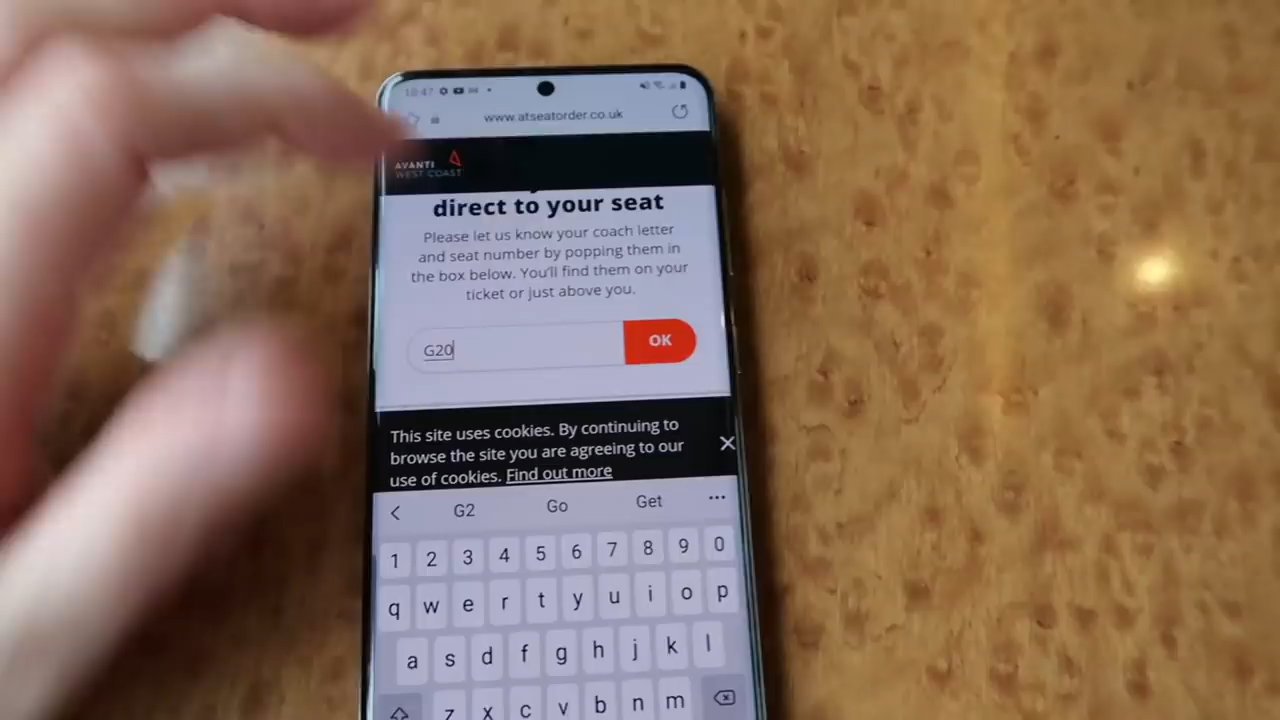 10:47
www.atseatorder.co.uk
AVANTI
WEST COAST
direct to your seat
Please let us know your coach letter
and seat number by popping them in
the box below. You'll find them on your
ticket or just above you.
G20
OK
This site uses cookies. By continuing to
browse the site you are agreeing to our
use of cookies. Find out more
G2 Go Get
1 2 3 4 5 6 7 8 9 0
q w e r t y u i o p
a s d f g h j k l
z x c v b n m